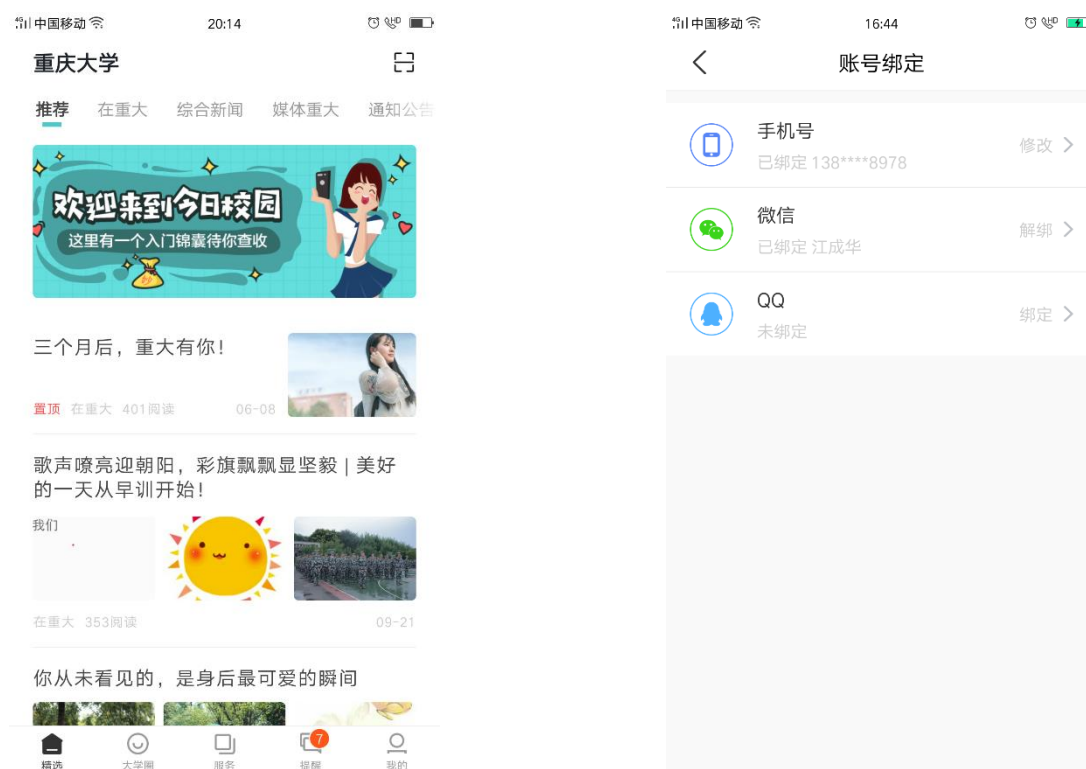 中国移动
20:14
重庆大学
推荐 在重大 综合新闻 媒体重大 通知公告
欢迎来到今日校园
这里有一个入门锦囊待你查收
三个月后，重大有你！
置顶 在重大 401阅读 06-08
歌声嘹亮迎朝阳，彩旗飘飘显坚毅 | 美好
的一天从早训开始！
我们
在重大 353阅读 09-21
你从未看见的，是身后最可爱的瞬间
7
精选 大学圈 服务 提醒 我的
中国移动
16:44
账号绑定
手机号
已绑定 138****8978
修改
微信
已绑定 江成华
解绑
QQ
未绑定
绑定